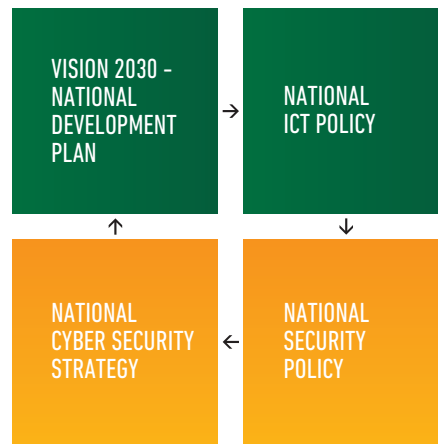 VISION 2030 –
NATIONAL
DEVELOPMENT
PLAN
NATIONAL
ICT POLICY
NATIONAL
CYBER SECURITY
STRATEGY
NATIONAL
SECURITY
POLICY